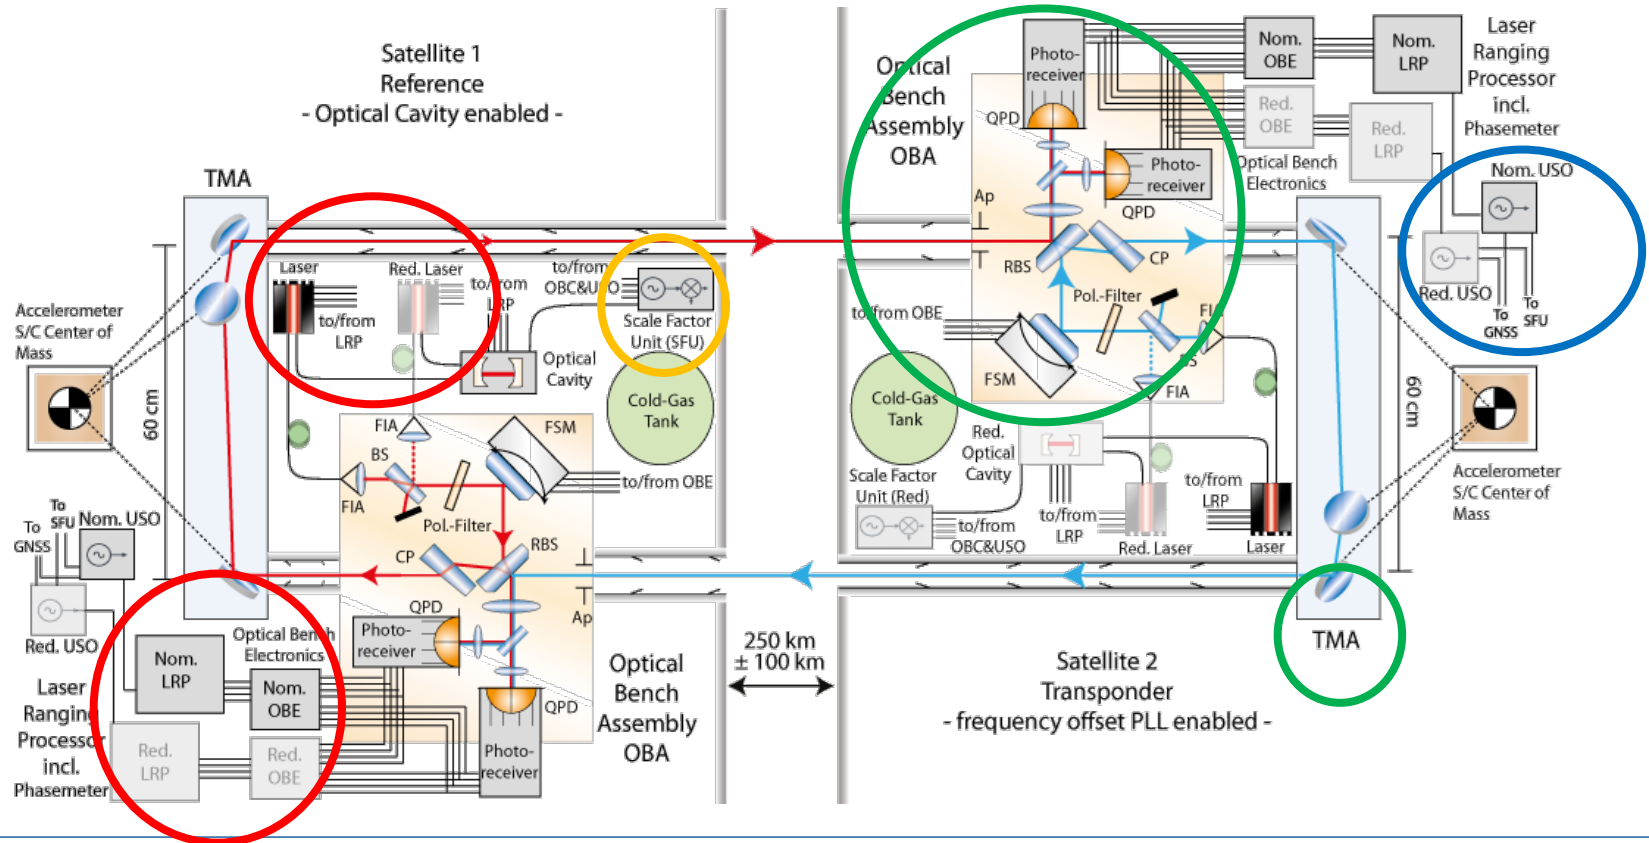 Satellite 1
Reference
- Optical Cavity enabled -
TMA
Laser
Red. Laser
to/from
LRP
to/from
LRP
to/from
OBC&USO
Scale Factor
Unit (SFU)
Optical
Cavity
Cold-Gas
Tank
Accelerometer
S/C Center of
Mass
60 cm
FIA
BS
FIA
FSM
to/from OBE
Pol.-Filter
CP
RBS
Ap
QPD
Photo-
receiver
QPD
Photo-
receiver
To
GNSS
To
SFU
Nom. USO
Red. USO
Optical Bench
Electronics
Nom.
LRP
Nom.
OBE
Red.
LRP
Red.
OBE
Laser
Ranging
Processor
incl.
Phasemeter
Optical
Bench
Assembly
OBA
250 km
± 100 km
Optical
Bench
Assembly
OBA
Photo-
receiver
QPD
Photo-
receiver
QPD
Ap
RBS
CP
Pol.-Filter
to/from OBE
FSM
FIA
BS
FIA
Nom.
OBE
Nom.
LRP
Red.
OBE
Red.
LRP
Optical Bench
Electronics
Laser
Ranging
Processor
incl.
Phasemeter
Nom. USO
Red. USO
To
GNSS
To
SFU
Cold-Gas
Tank
Red.
Optical
Cavity
Scale Factor
Unit (Red)
to/from
OBC&USO
to/from
LRP
Red. Laser
to/from
LRP
Laser
60 cm
Accelerometer
S/C Center of
Mass
TMA
Satellite 2
Transponder
- frequency offset PLL enabled -